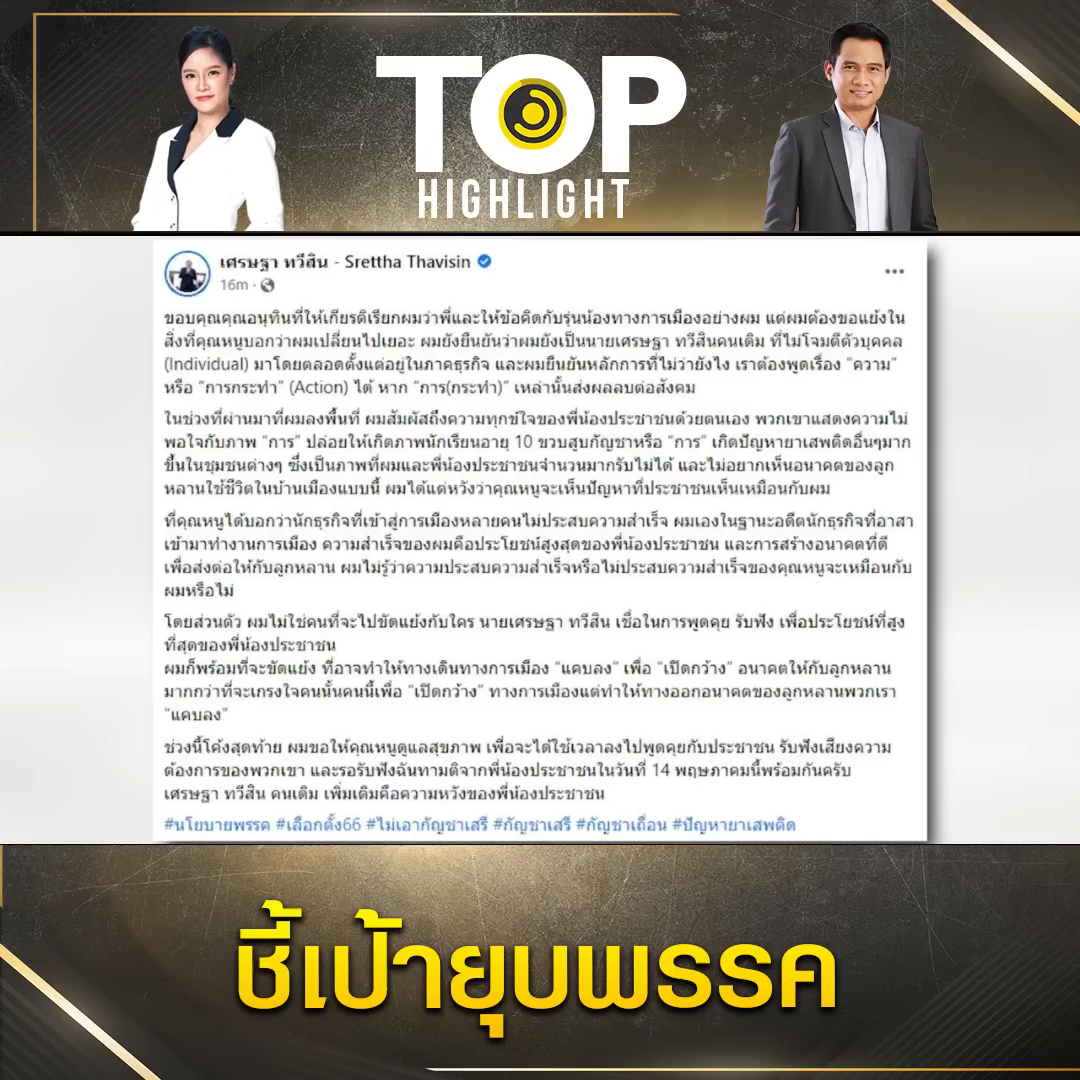 TOP
HIGHLIGHT
เศรษฐา ทวีสิน - Srettha Thavisin
16m
ขอบคุณคุณอนุทินที่ให้เกียรติเรียกผมว่าพี่และให้ข้อคิดกับรุ่นน้องทางการเมืองอย่างผม แต่ผมต้องขอแย้งใน
สิ่งที่คุณหนูบอกว่าผมเปลี่ยนไปเยอะ ผมยังยืนยันว่าผมยังเป็นนายเศรษฐา ทวีสินคนเดิม ที่ไม่โจมตีตัวบุคคล
(Individual) มาโดยตลอดตั้งแต่อยู่ในภาคธุรกิจ และผมยืนยันหลักการที่ไม่ว่ายังไง เราต้องพูดเรื่อง “ความ”
หรือ “การกระทำ” (Action) ได้ หาก “การ(กระทำ)” เหล่านั้นส่งผลลบต่อสังคม
ในช่วงที่ผ่านมาที่ผมลงพื้นที่ ผมสัมผัสถึงความทุกข์ใจของพี่น้องประชาชนด้วยตนเอง พวกเขาแสดงความไม่
พอใจกับภาพ “การ” ปล่อยให้เกิดภาพนักเรียนอายุ 10 ขวบสูบกัญชาหรือ “การ” เกิดปัญหายาเสพติดอื่นๆมาก
ขึ้นในชุมชนต่างๆ ซึ่งเป็นภาพที่ผมและพี่น้องประชาชนจำนวนมากรับไม่ได้ และไม่อยากเห็นอนาคตของลูก
หลานใช้ชีวิตในบ้านเมืองแบบนี้ ผมได้แต่หวังว่าคุณหนูจะเห็นปัญหาที่ประชาชนเห็นเหมือนกับผม
ที่คุณหนูได้บอกว่านักธุรกิจที่เข้าสู่การเมืองหลายคนไม่ประสบความสำเร็จ ผมเองในฐานะอดีตนักธุรกิจที่อาสา
เข้ามาทำงานการเมือง ความสำเร็จของผมคือประโยชน์สูงสุดของพี่น้องประชาชน และการสร้างอนาคตที่ดี
เพื่อส่งต่อให้กับลูกหลาน ผมไม่รู้ว่าความประสบความสำเร็จหรือไม่ประสบความสำเร็จของคุณหนูจะเหมือนกับ
ผมหรือไม่
โดยส่วนตัว ผมไม่ใช่คนที่จะไปขัดแย้งกับใคร นายเศรษฐา ทวีสิน เชื่อในการพูดคุย รับฟัง เพื่อประโยชน์ที่สูง
ที่สุดของพี่น้องประชาชน
ผมก็พร้อมที่จะขัดแย้ง ที่อาจทำให้ทางเดินทางการเมือง “แคบลง” เพื่อ “เปิดกว้าง” อนาคตให้กับลูกหลาน
มากกว่าที่จะเกรงใจคนนั้นคนนี้เพื่อ “เปิดกว้าง” ทางการเมืองแต่ทำให้ทางออกอนาคตของลูกหลานพวกเรา
“แคบลง”
ช่วงนี้โค้งสุดท้าย ผมขอให้คุณหนูดูแลสุขภาพ เพื่อจะได้ใช้เวลาลงไปพูดคุยกับประชาชน รับฟังเสียงความ
ต้องการของพวกเขา และรอรับฟังฉันทามติจากพี่น้องประชาชนในวันที่ 14 พฤษภาคมนี้พร้อมกันครับ
เศรษฐา ทวีสิน คนเดิม เพิ่มเติมคือความหวังของพี่น้องประชาชน
#นโยบายพรรค #เลือกตั้ง66 #ไม่เอากัญชาเสรี #กัญชาเสรี #กัญชาเถื่อน #ปัญหายาเสพติด
ชี้เป้ายุบพรรค